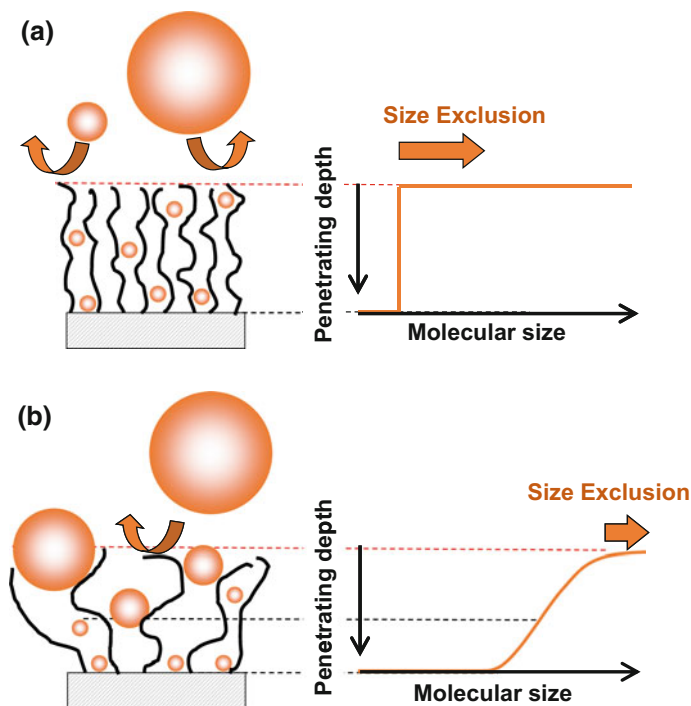 (a)
Size Exclusion
Penetrating depth
Molecular size
(b)
Size Exclusion
Penetrating depth
Molecular size